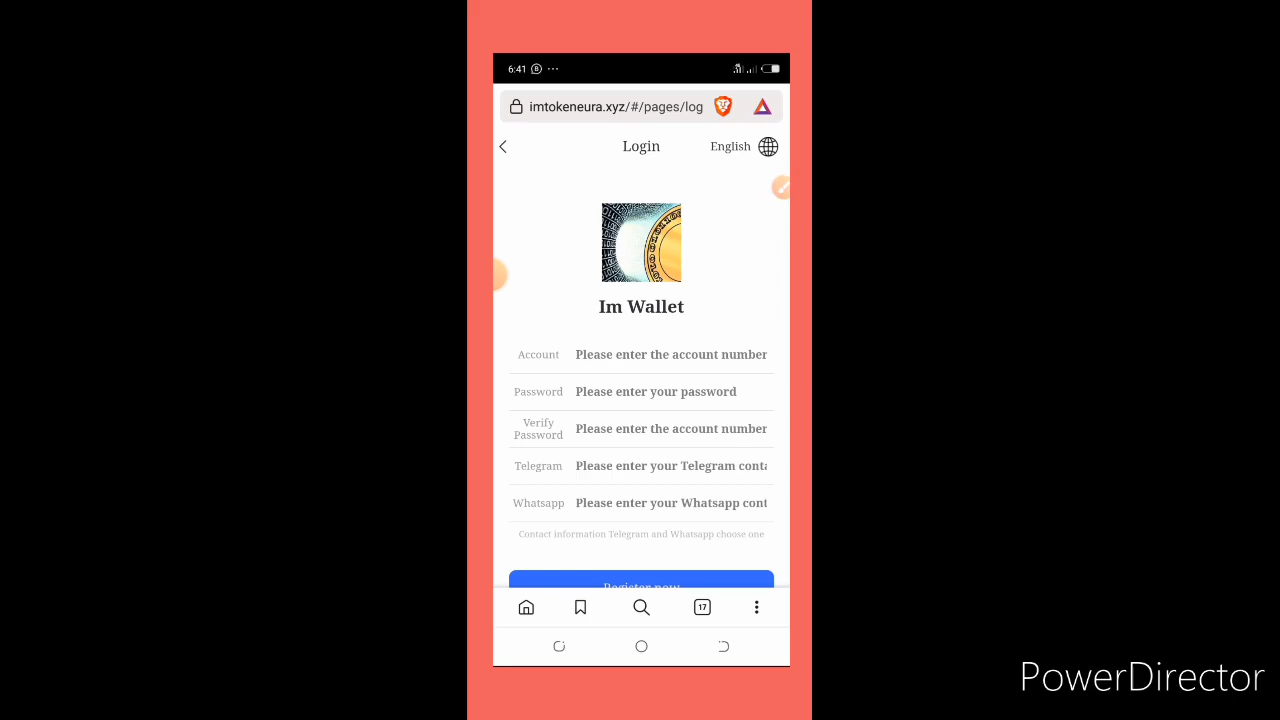 6:41
imtokeneura.xyz/#/pages/log
Login
English
Im Wallet
Account Please enter the account number
Password Please enter your password
Verify
Password Please enter the account number
Telegram Please enter your Telegram conta
Whatsapp Please enter your Whatsapp cont
Contact information Telegram and Whatsapp choose one
Register now
17
PowerDirector